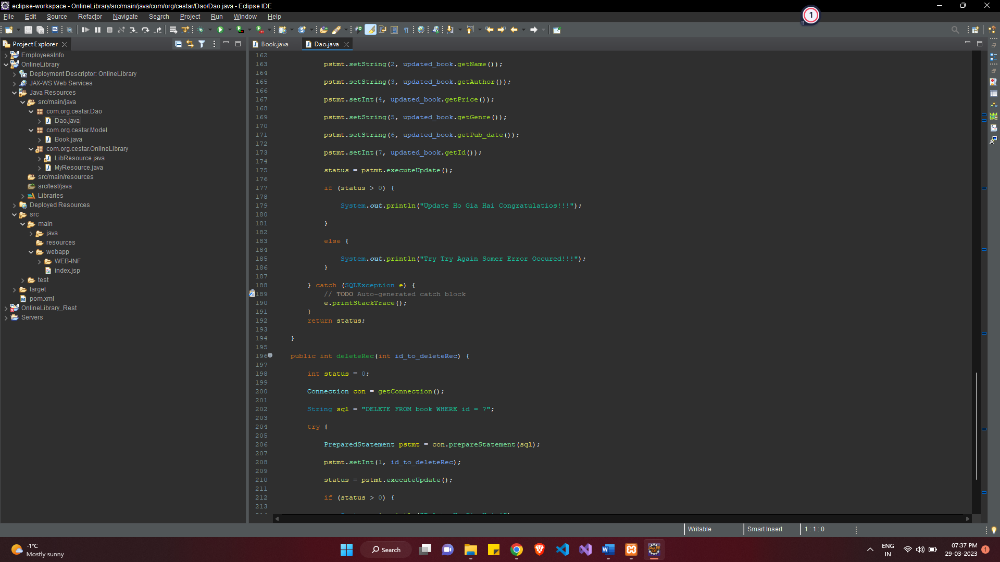 eclipse-workspace - OnlineLibrary/src/main/java/com/org/cestar/Dao/Dao.java - Eclipse IDE
1
File Edit Source Refactor Navigate Search Project Run Window Help
Project Explorer
Book.java Dao.java
EmployeesInfo
OnlineLibrary
Deployment Descriptor: OnlineLibrary
JAX-WS Web Services
Java Resources
src/main/java
com.org.cestar.Dao
Dao.java
com.org.cestar.Model
Book.java
com.org.cestar.OnlineLibrary
LibResource.java
MyResource.java
src/main/resources
src/test/java
Libraries
Deployed Resources
src
main
java
resources
webapp
WEB-INF
index.jsp
test
target
pom.xml
OnlineLibrary_Rest
Servers
162
163 pstmt.setString(2, updated_book.getName());
164
165 pstmt.setString(3, updated_book.getAuthor());
166
167 pstmt.setInt(4, updated_book.getPrice());
168
169 pstmt.setString(5, updated_book.getGenre());
170
171 pstmt.setString(6, updated_book.getPub_date());
172
173 pstmt.setInt(7, updated_book.getId());
174
175 status = pstmt.executeUpdate();
176
177 if (status > 0) {
178
179 System.out.println("Update Ho Gia Hai Congratulatios!!!");
180
181 }
182
183 else {
184
185 System.out.println("Try Try Again Somer Error Occured!!!");
186 }
187
188 } catch (SQLException e) {
189 // TODO Auto-generated catch block
190 e.printStackTrace();
191 }
192 return status;
193
194 }
195
196 public int deleteRec(int id_to_deleteRec) {
197
198 int status = 0;
199
200 Connection con = getConnection();
201
202 String sql = "DELETE FROM book WHERE id = ?";
203
204 try {
205
206 PreparedStatement pstmt = con.prepareStatement(sql);
207
208 pstmt.setInt(1, id_to_deleteRec);
209
210 status = pstmt.executeUpdate();
211
212 if (status > 0) {
213
Writable Smart Insert 1 : 1 : 0
-1°C
Mostly sunny
Search
ENG
IN
07:37 PM
29-03-2023
1